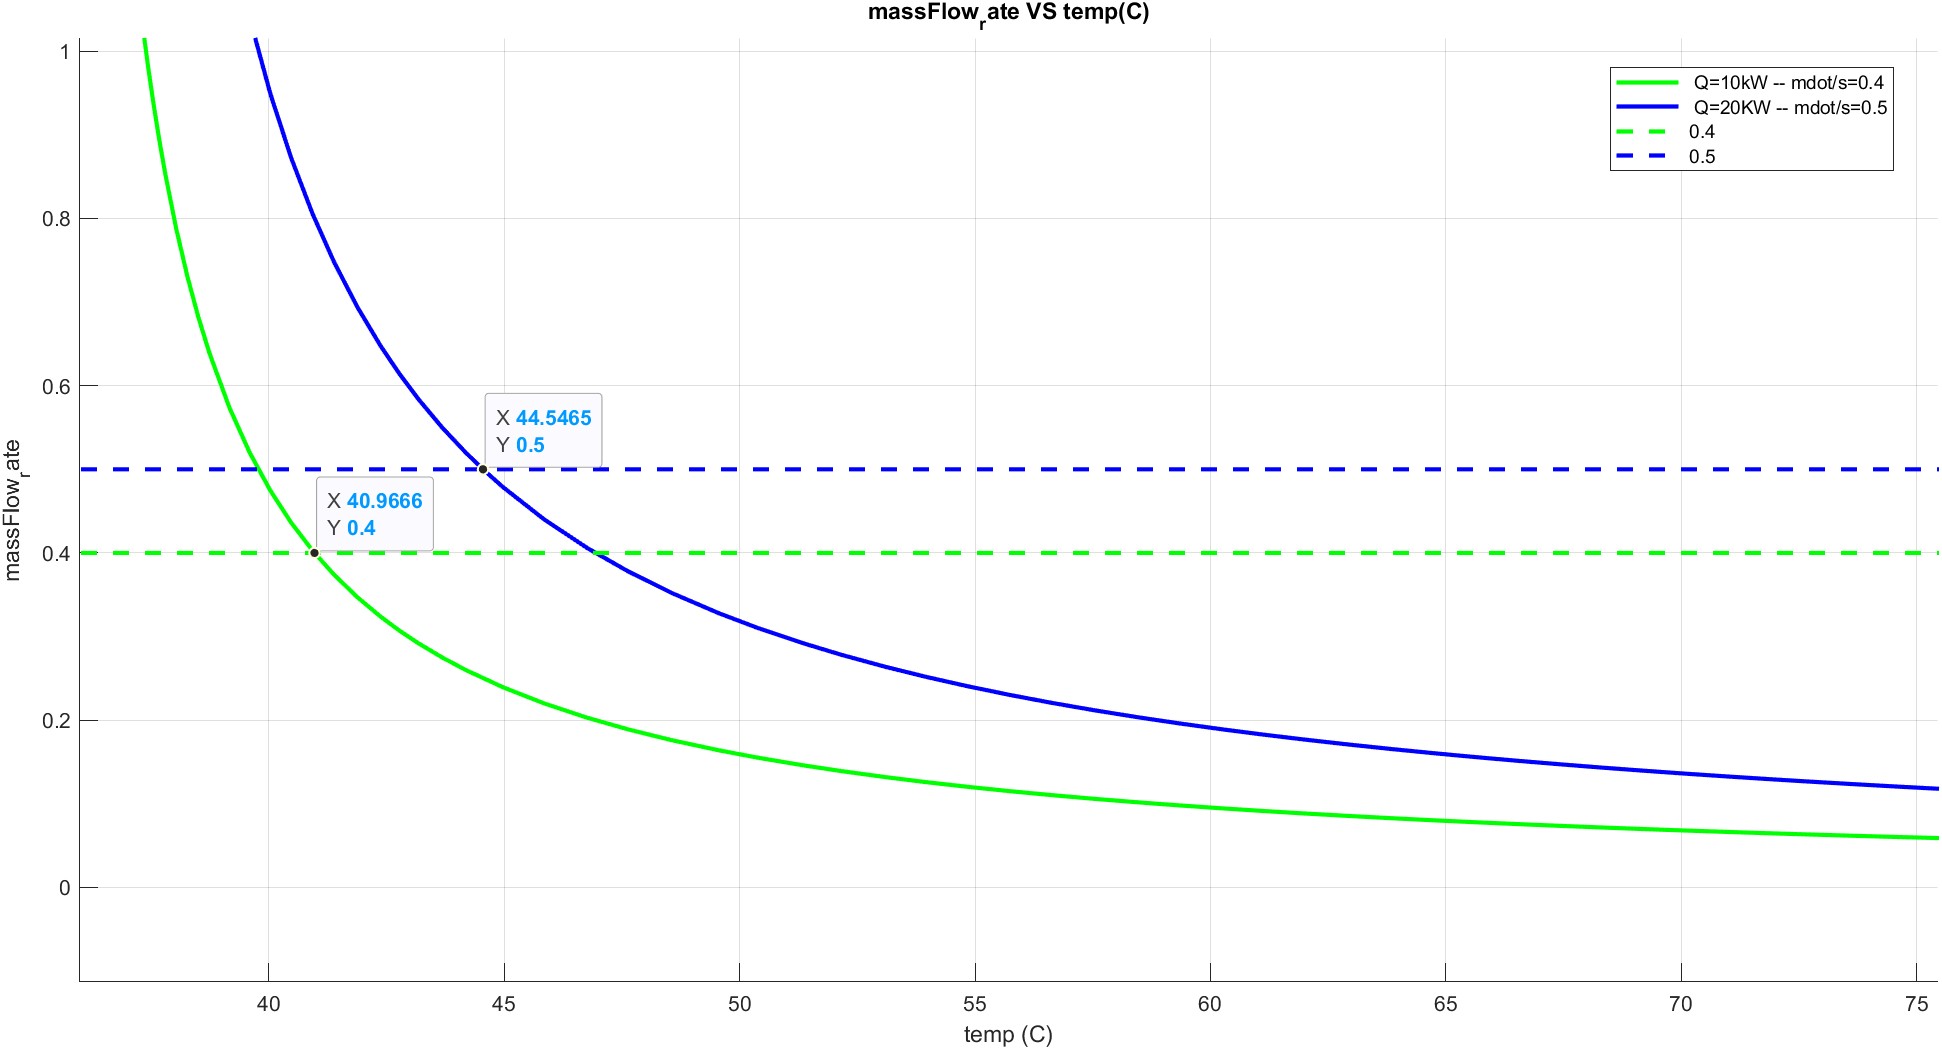 massFlow_rate VS temp(C)
Q=10kW -- mdot/s=0.4
Q=20KW -- mdot/s=0.5
0.4
0.5
1
0.8
0.6
0.4
0.2
0
massFlow_rate
X 44.5465
Y 0.5
X 40.9666
Y 0.4
40
45
50
55
60
65
70
75
temp (C)